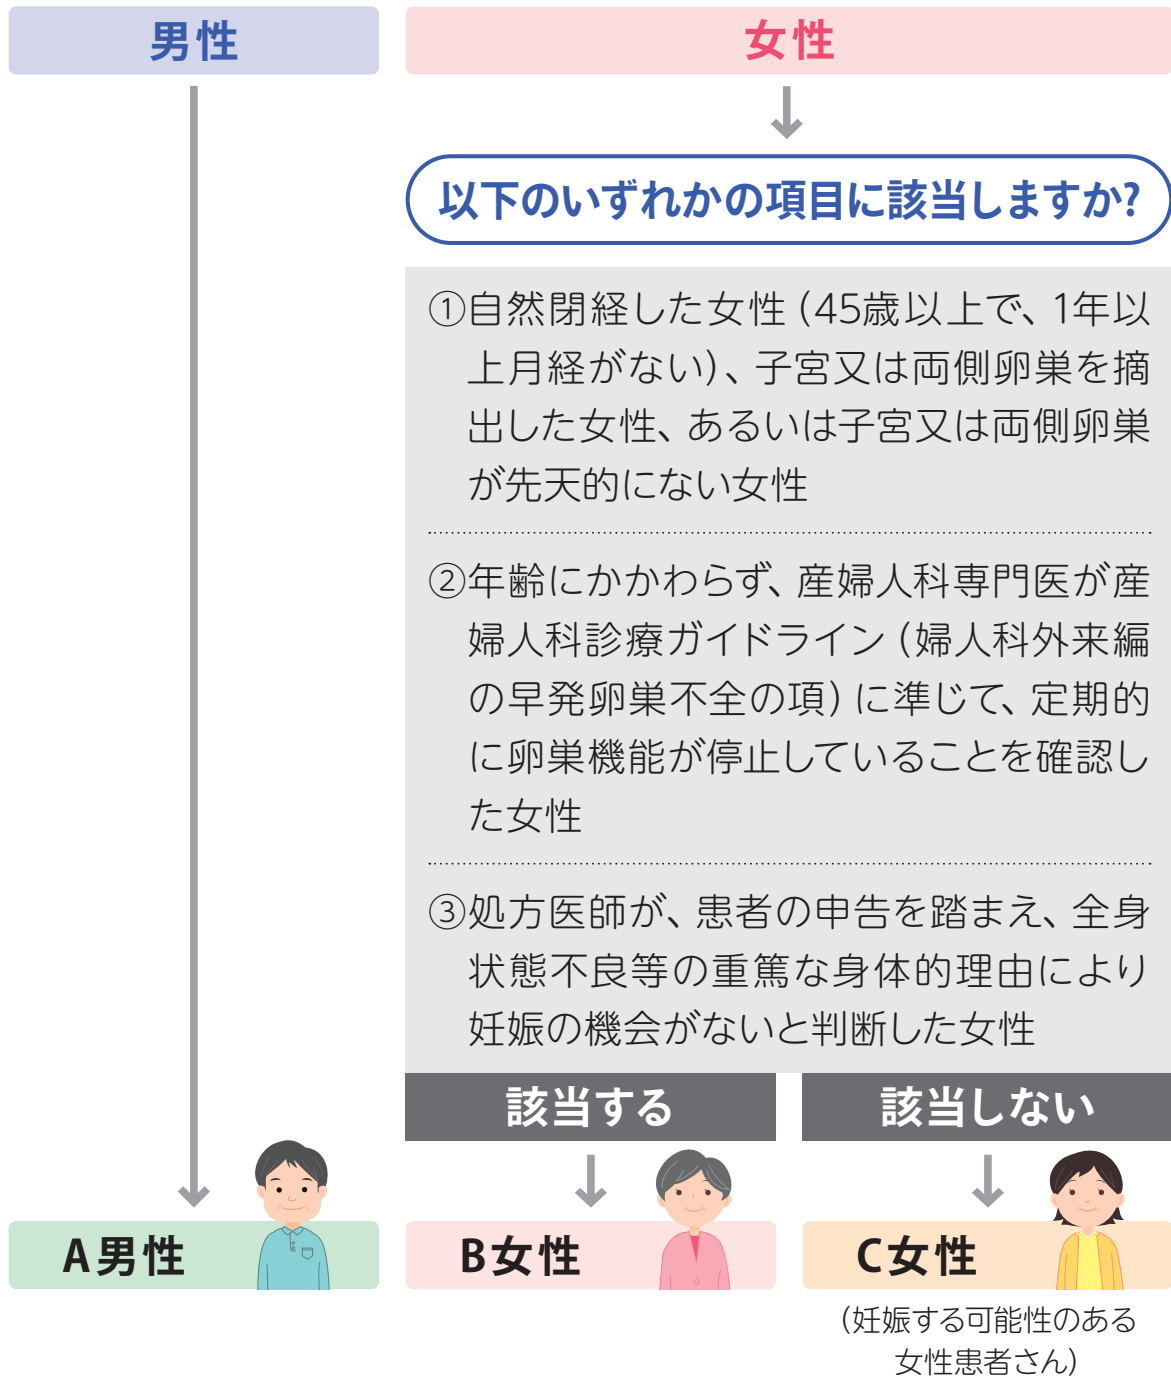 男性
女性
以下のいずれかの項目に該当しますか?
①自然閉経した女性（45歳以上で、1年以
上月経がない）、子宮又は両側卵巣を摘
出した女性、あるいは子宮又は両側卵巣
が先天的にない女性
②年齢にかかわらず、産婦人科専門医が産
婦人科診療ガイドライン（婦人科外来編
の早発卵巣不全の項）に準じて、定期的
に卵巣機能が停止していることを確認し
た女性
③処方医師が、患者の申告を踏まえ、全身
状態不良等の重篤な身体的理由により
妊娠の機会がないと判断した女性
該当する
該当しない
A男性
B女性
C女性
（妊娠する可能性のある
女性患者さん）